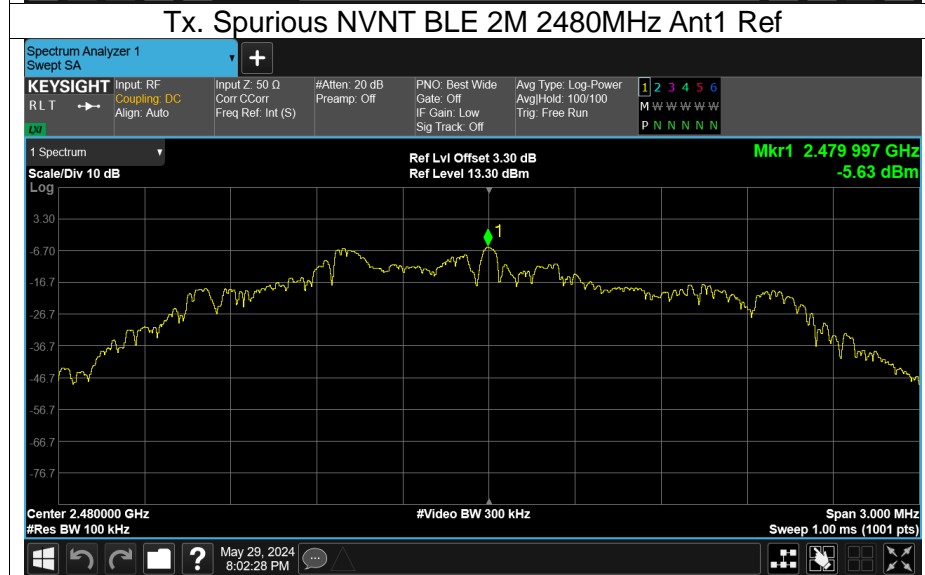 Tx. Spurious NVNT BLE 2M 2480MHz Ant1 Ref
Spectrum Analyzer 1
Swept SA
+
KEYSIGHT
RLT
LXI
Input: RF
Coupling: DC
Align: Auto
Input Z: 50 Ω
Corr CCorr
Freq Ref: Int (S)
#Atten: 20 dB
Preamp: Off
PNO: Best Wide
Gate: Off
IF Gain: Low
Sig Track: Off
Avg Type: Log-Power
Avg|Hold: 100/100
Trig: Free Run
1 2 3 4 5 6
M W W W W W
P N N N N N
1 Spectrum
Scale/Div 10 dB
Ref Lvl Offset 3.30 dB
Ref Level 13.30 dBm
Mkr1 2.479 997 GHz
-5.63 dBm
Log
3.30
-6.70
-16.7
-26.7
-36.7
-46.7
-56.7
-66.7
-76.7
1
Center 2.480000 GHz
#Res BW 100 kHz
#Video BW 300 kHz
Span 3.000 MHz
Sweep 1.00 ms (1001 pts)
?
May 29, 2024
8:02:28 PM